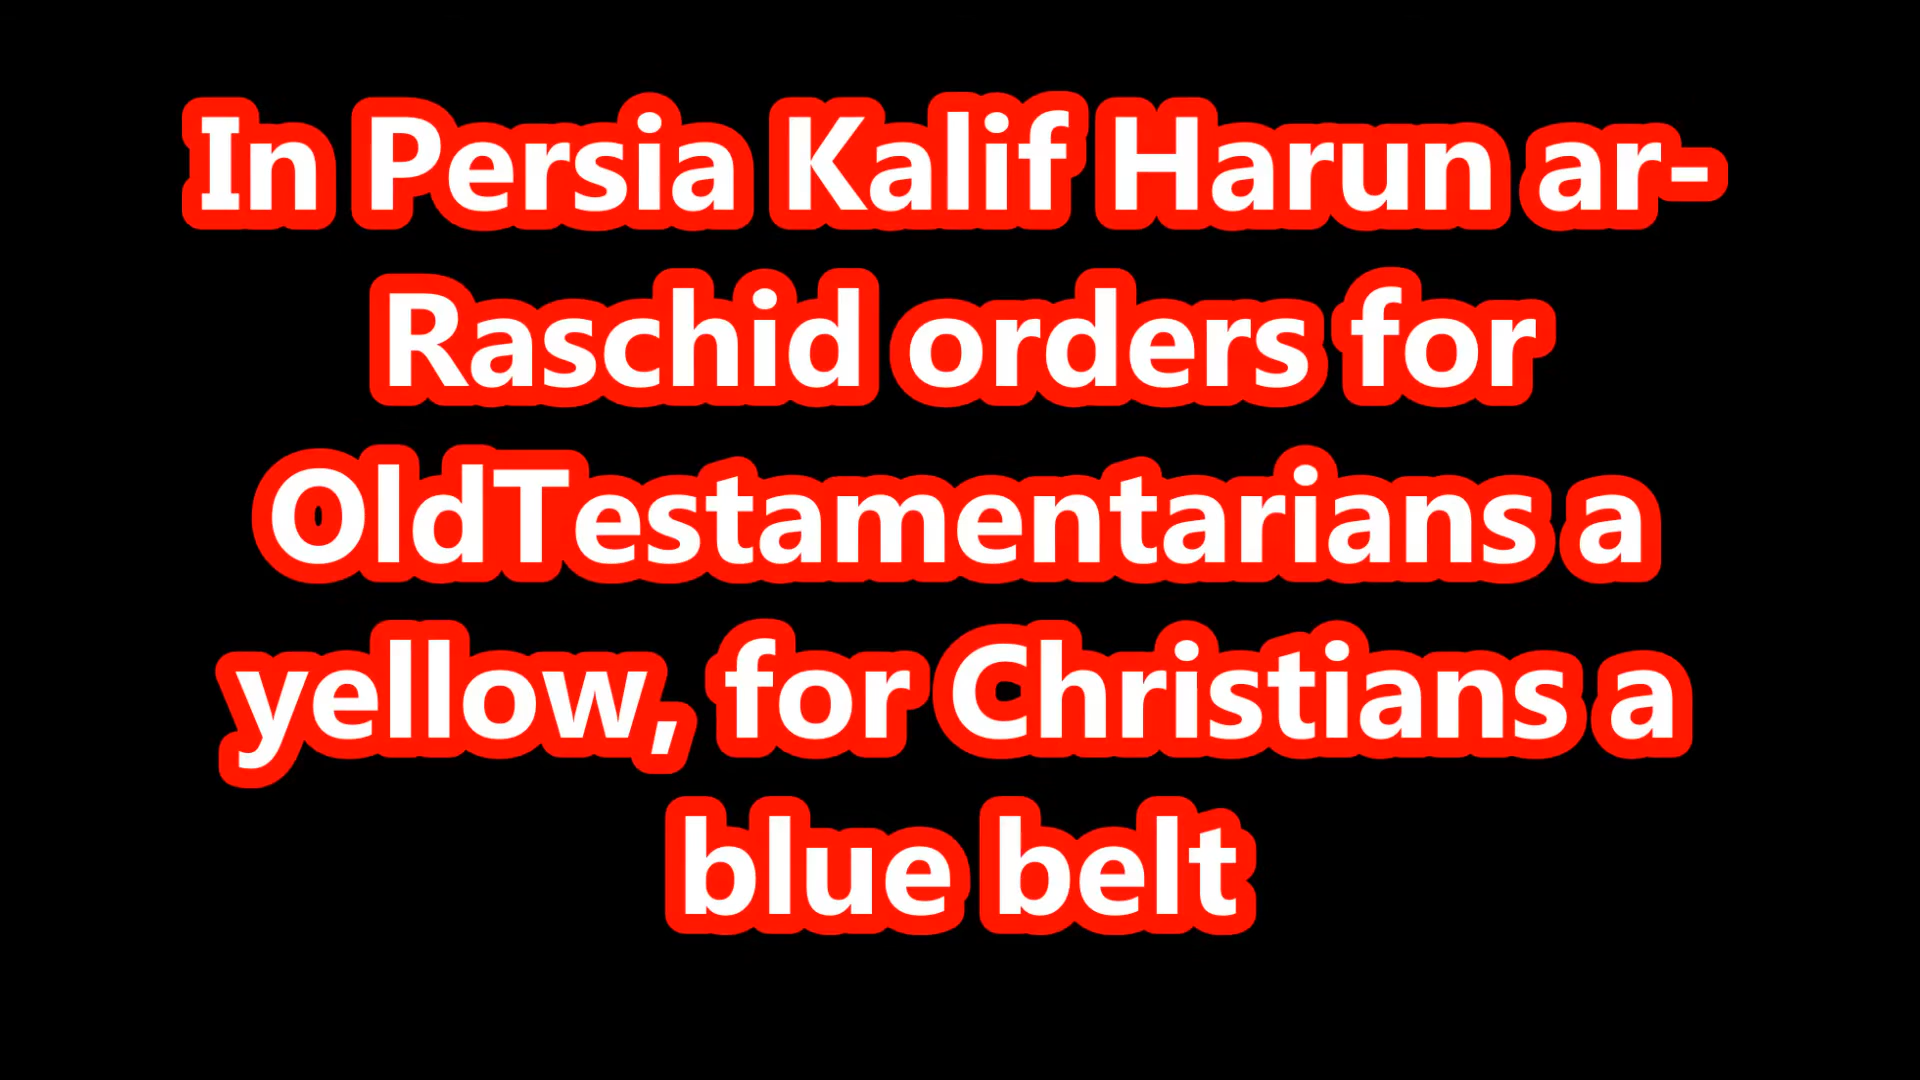 In Persia Kalif Harun ar-
Raschid orders for
OldTestamentarians a
yellow, for Christians a
blue belt